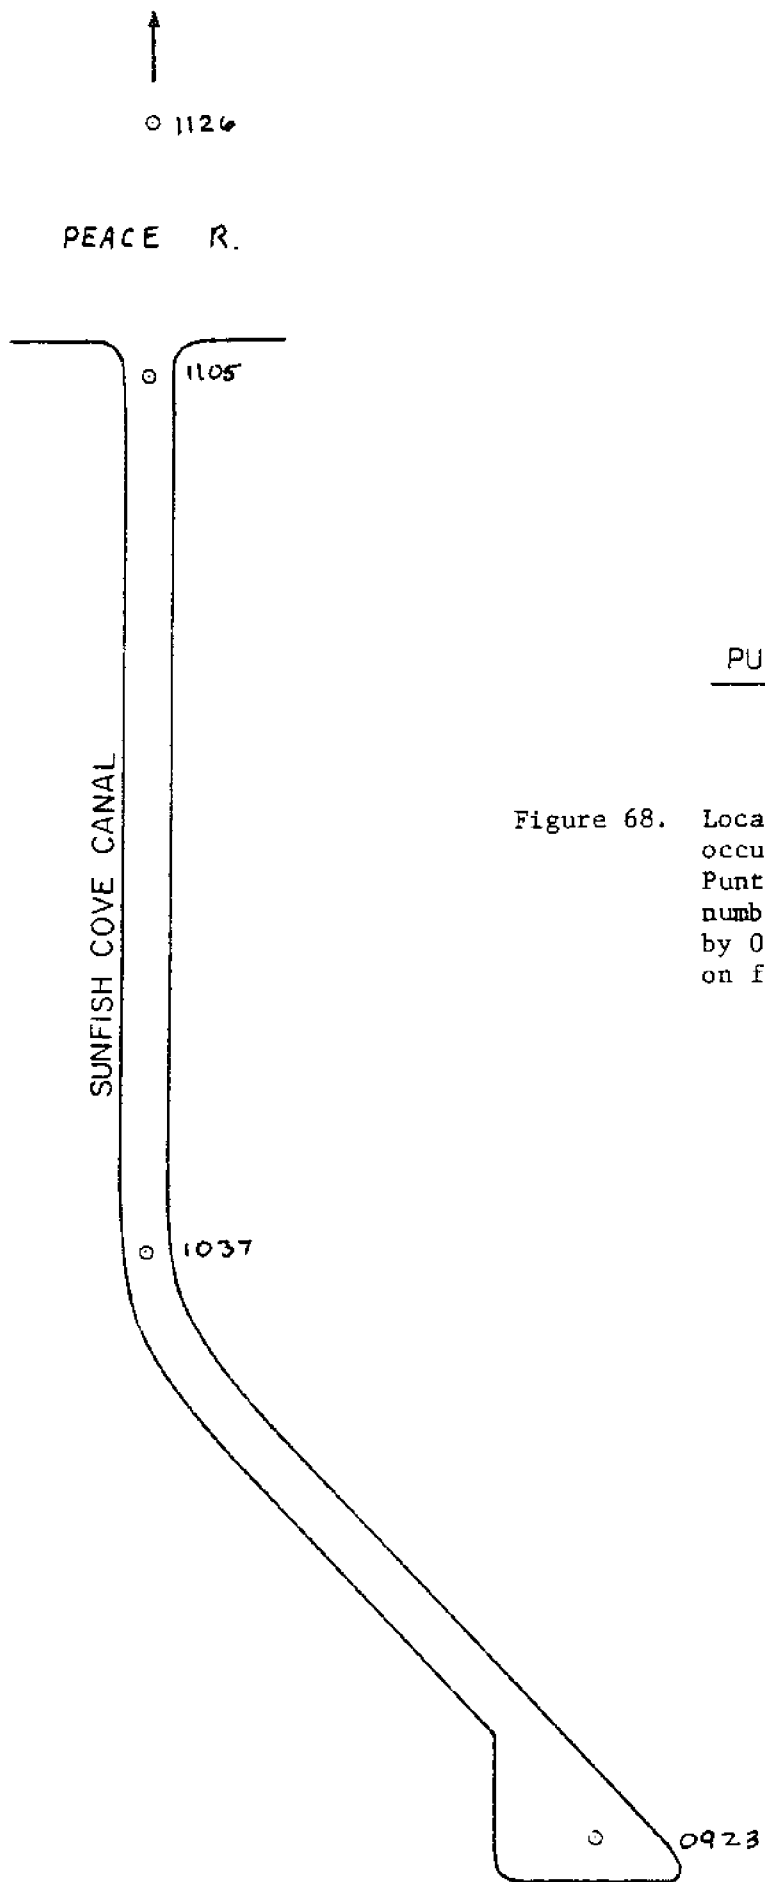 1126
PEACE R.
1105
PU
SUNFISH COVE CANAL
Figure 68. Loca
occu
Punt
numb
by 0
on f
1037
0923